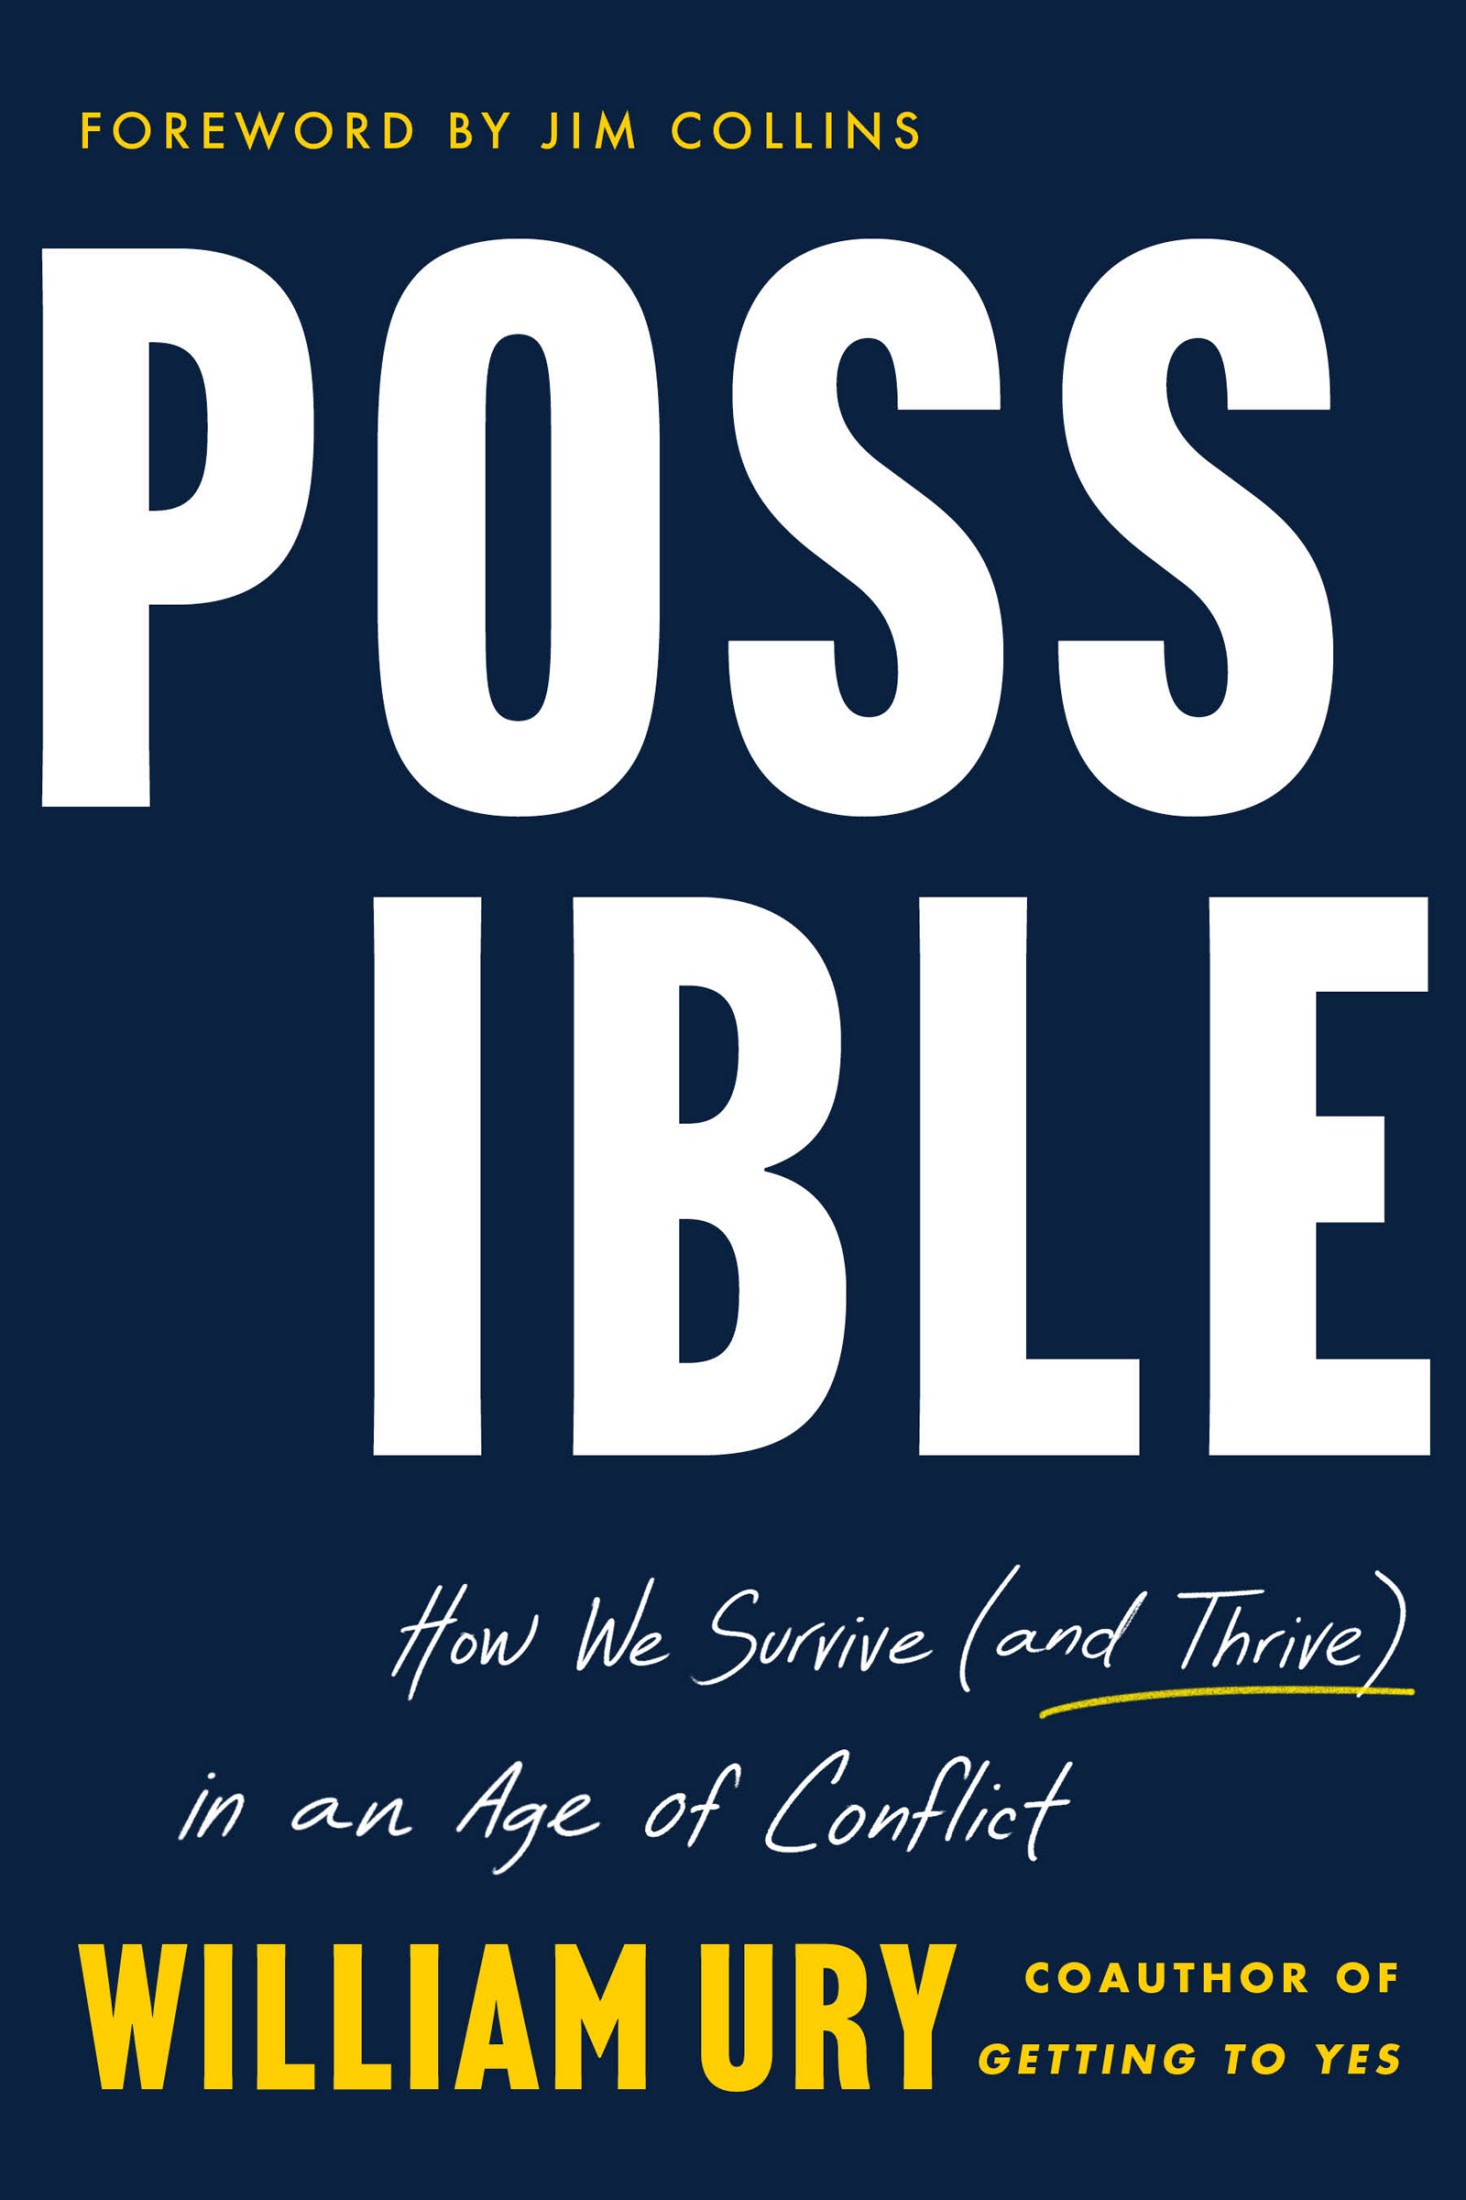 FOREWORD BY JIM COLLINS
POSS
IBLE
How We Survive (and Thrive)
in an Age of Conflict
WILLIAM URY
COAUTHOR OF
GETTING TO YES